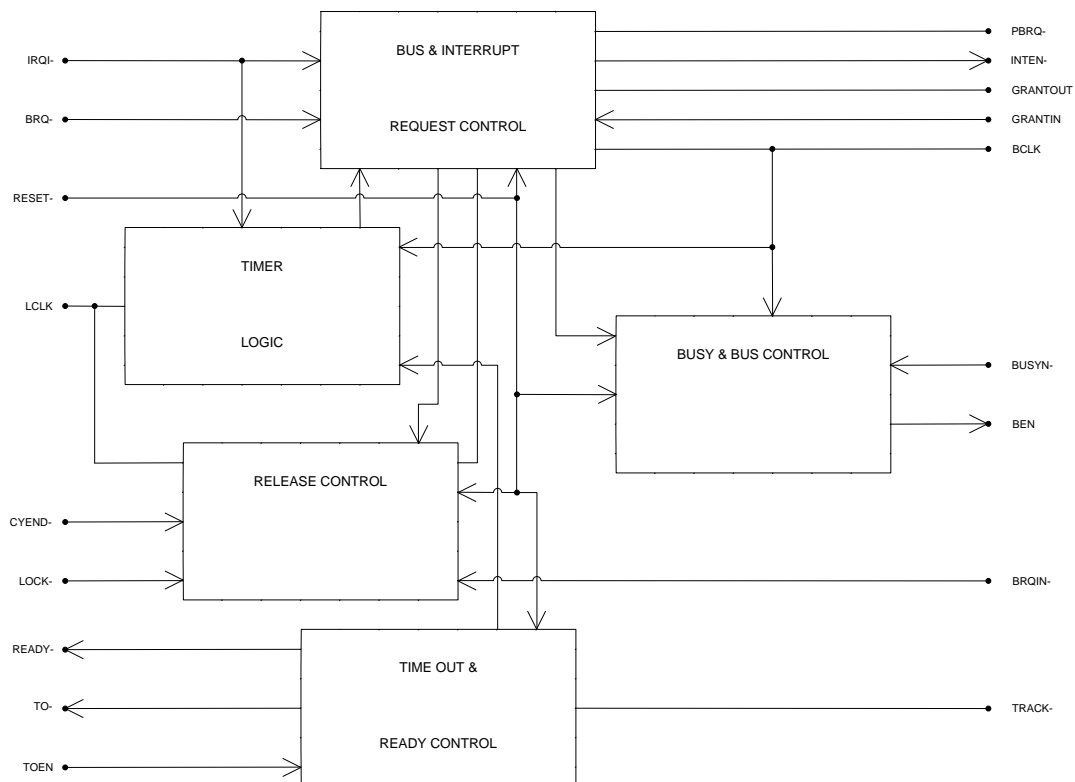 BUS & INTERRUPT
REQUEST CONTROL
PBRQ-
IRQI-
INTEN-
GRANTOUT
BRQ-
GRANTIN
BCLK
RESET-
TIMER
LOGIC
LCLK
BUSY & BUS CONTROL
BUSYN-
BEN
RELEASE CONTROL
CYEND-
LOCK-
BRQIN-
READY-
TIME OUT &
READY CONTROL
TO-
TRACK-
TOEN